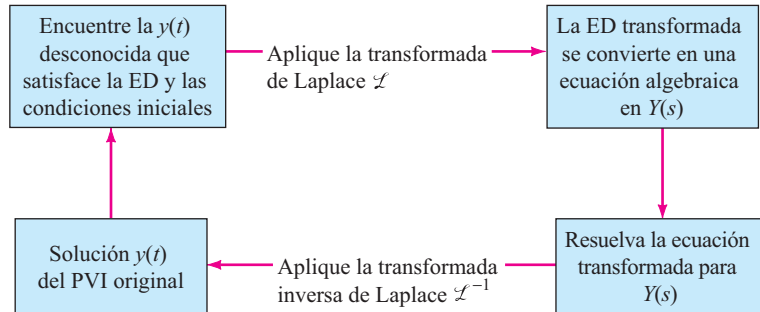 Encuentre la y(t)
desconocida que
satisface la ED y las
condiciones iniciales
Aplique la transformada
de Laplace ℒ
La ED transformada
se convierte en una
ecuación algebraica
en Y(s)
Resuelva la ecuación
transformada para
Y(s)
Aplique la transformada
inversa de Laplace ℒ⁻¹
Solución y(t)
del PVI original